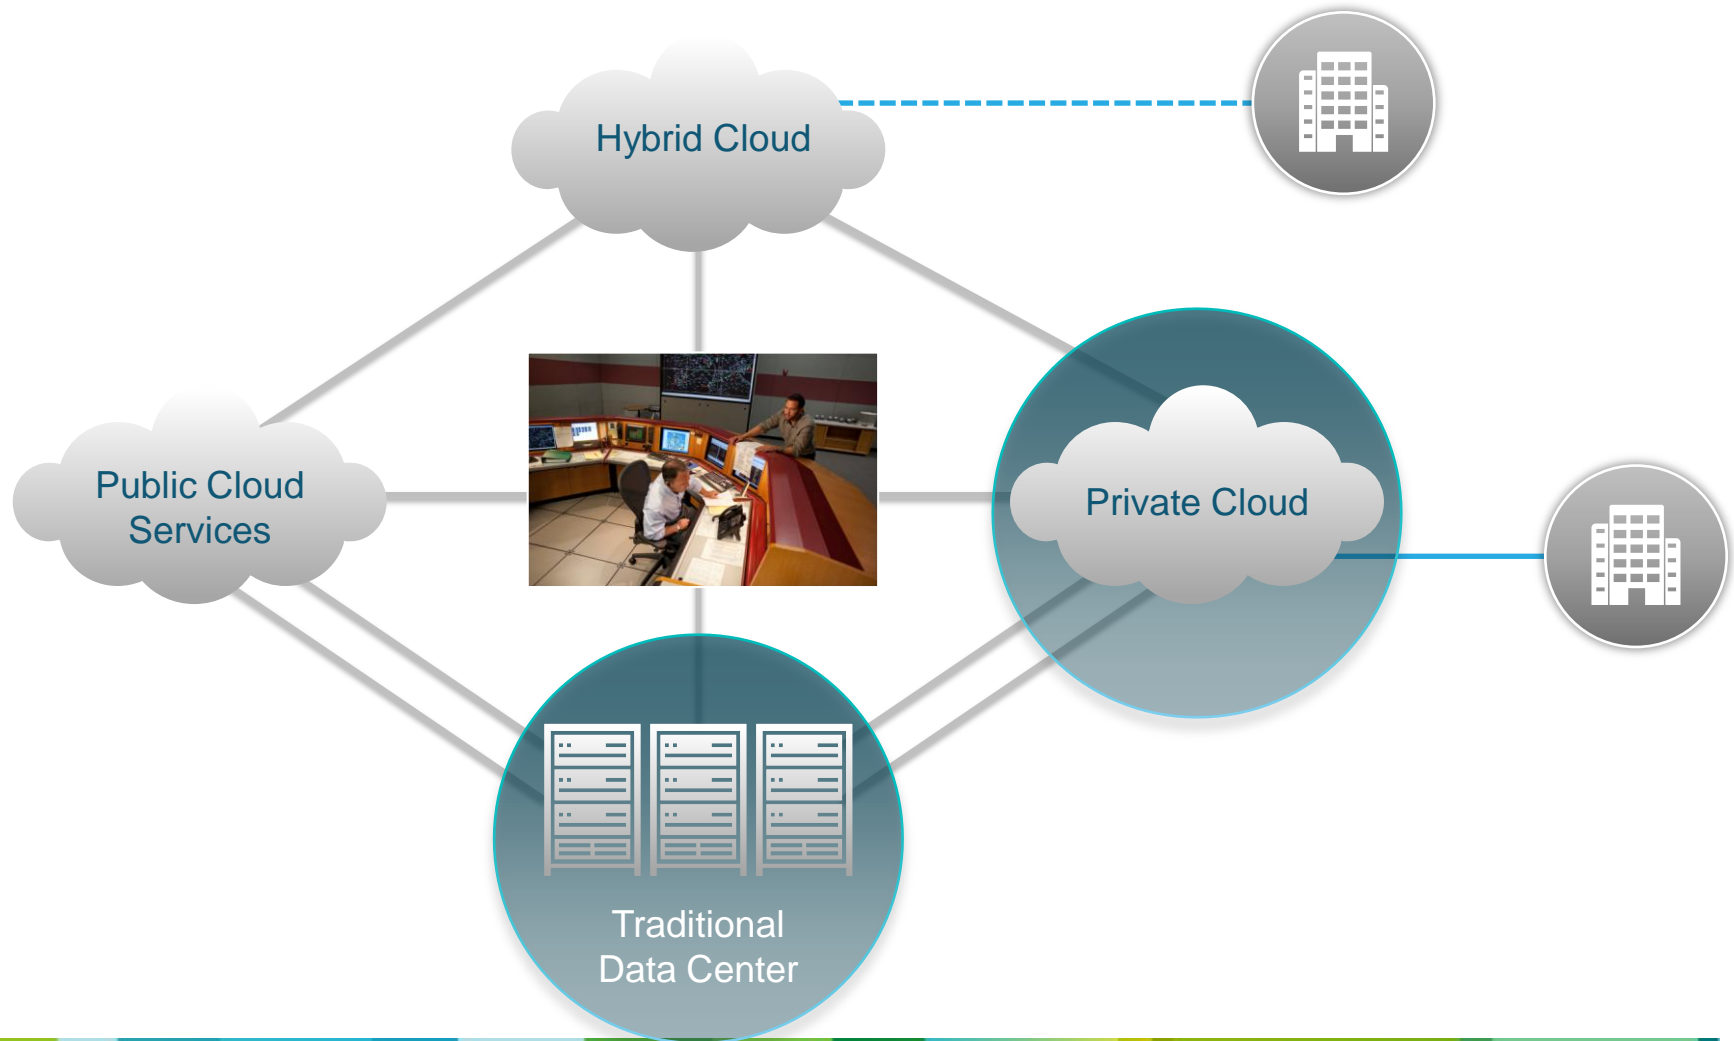 Hybrid Cloud
Public Cloud
Services
Private Cloud
Traditional
Data Center